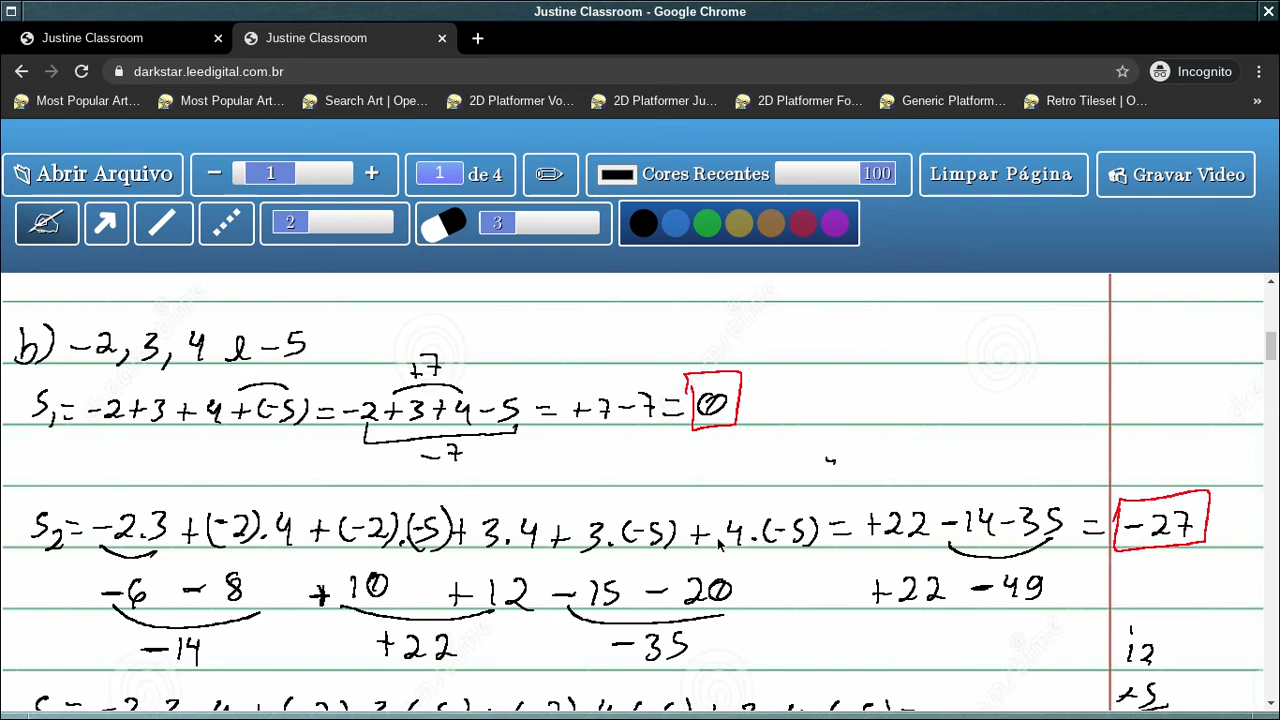 Justine Classroom - Google Chrome
Justine Classroom
Justine Classroom
darkstar.leedigital.com.br
Incognito
Most Popular Art...
Most Popular Art...
Search Art | Ope...
2D Platformer Vo...
2D Platformer Ju...
2D Platformer Fo...
Generic Platform...
Retro Tileset | O...
»
Abrir Arquivo
− 1 +
1 de 4
Cores Recentes 100
Limpar Página
Gravar Video
2
3
b) -2, 3, 4 e -5
+7
S₁= -2+3+4+(-5) = -2+3+4-5 = +7-7= 0
-7
S₂= -2.3 +(-2).4 +(-2).(-5)+ 3.4 + 3.(-5) + 4.(-5) = +22 -14-35 = -27
-6 -8 +10 +12 -15 -20 +22 -49
-14 +22 -35
12
+5